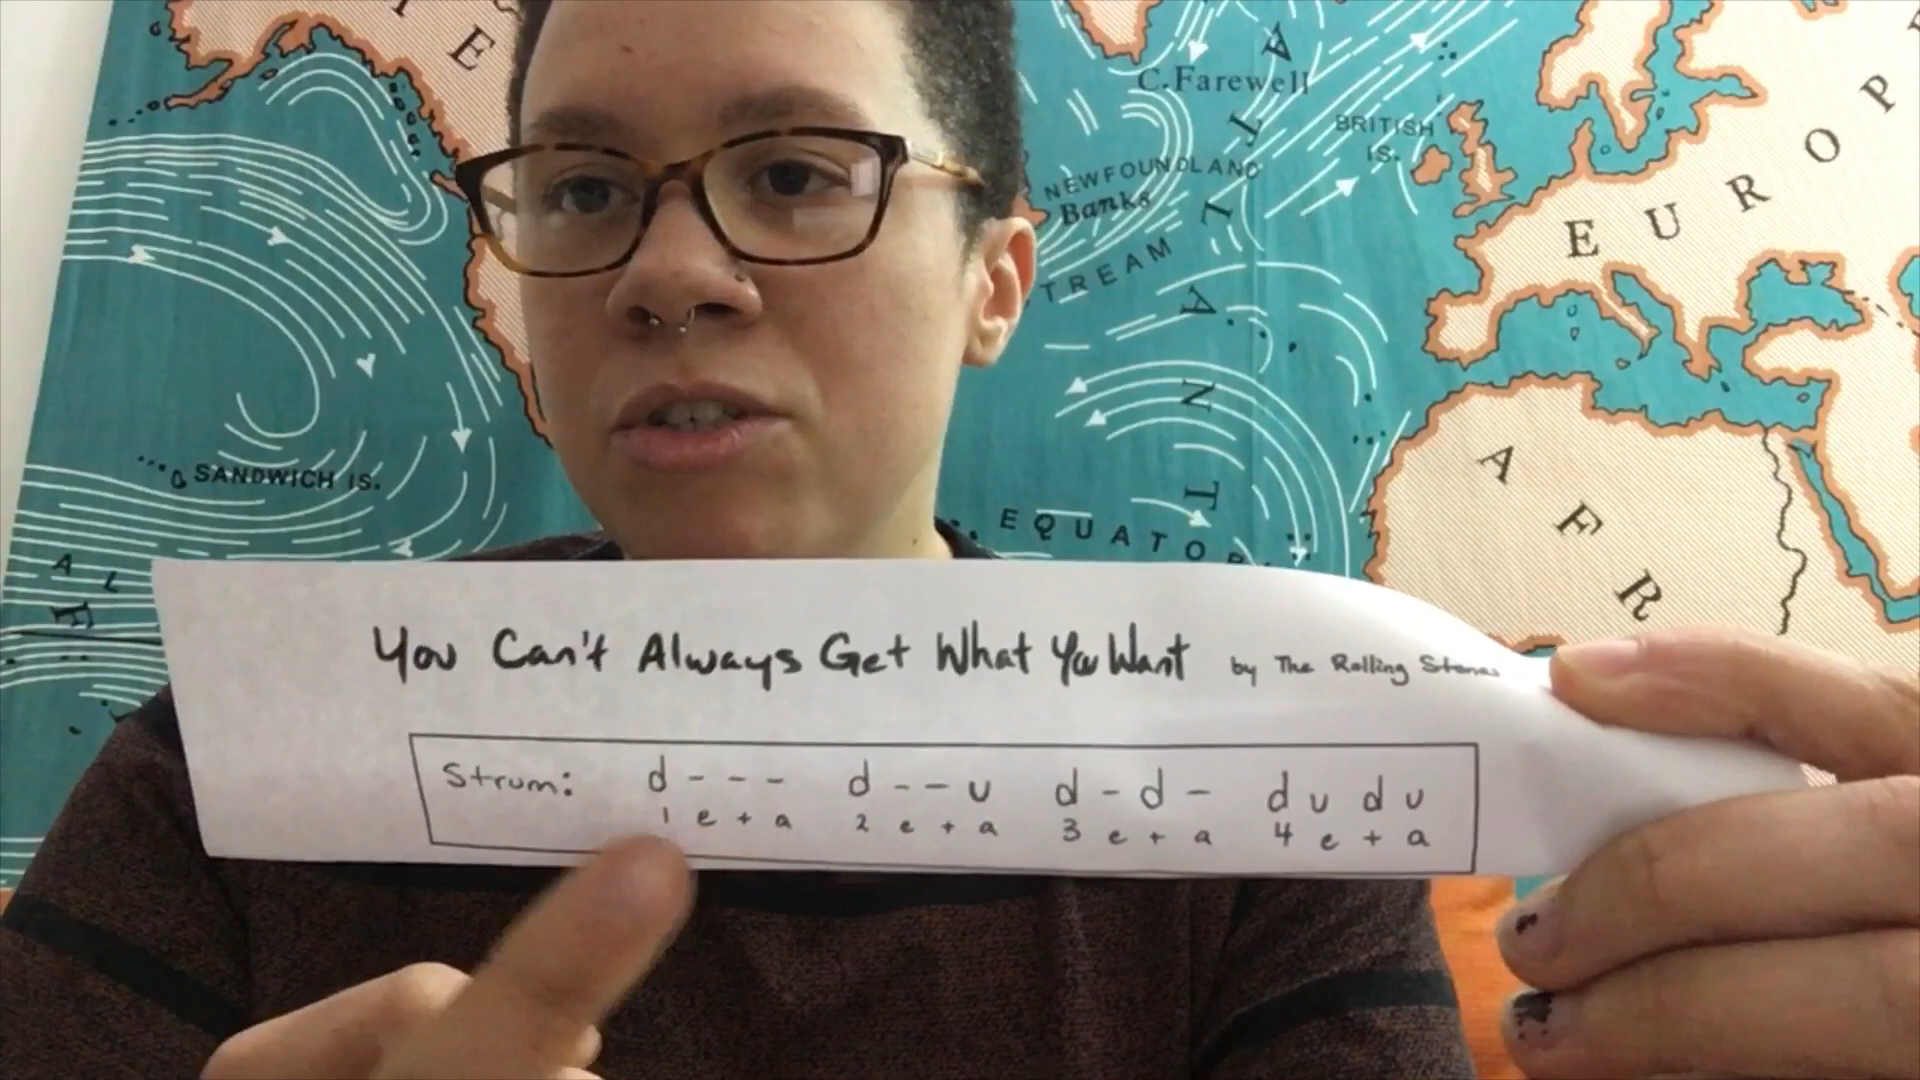 C.Farewell
BRITISH
IS.
NEWFOUNDLAND
Banks
TREAM
EUROPE
SANDWICH IS.
EQUATOR
AFR
You Can't Always Get What You Want by The Rolling Stones
Strum: d - - - d - - u d - d - d u d u
1 e + a 2 e + a 3 e + a 4 e + a